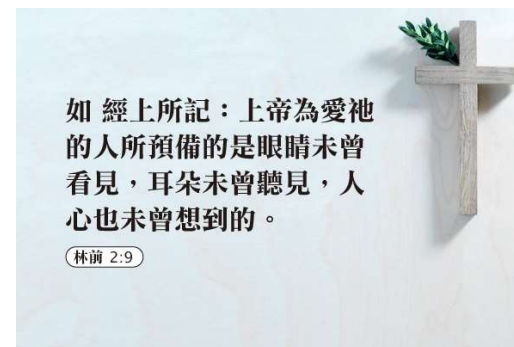 如 經上所記：上帝為愛祂
的人所預備的是眼睛未曾
看見，耳朵未曾聽見，人
心也未曾想到的。
林前 2:9